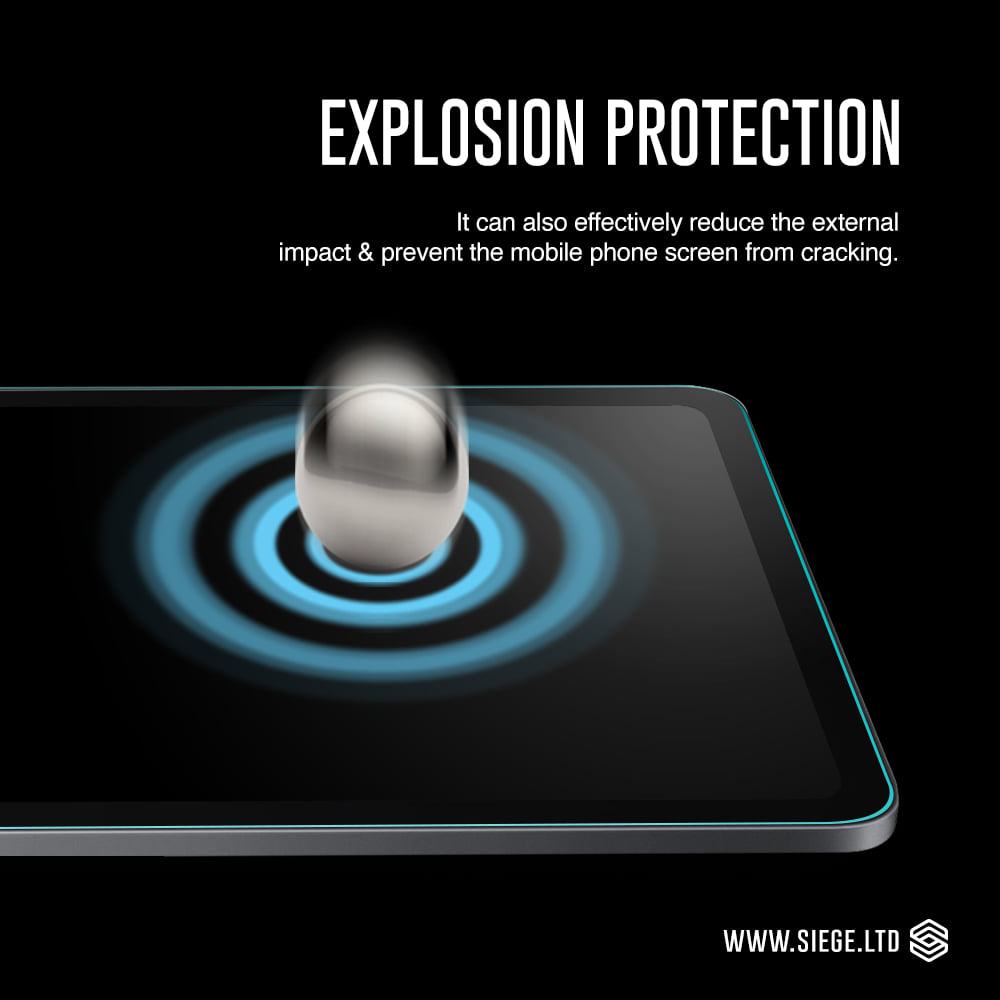 EXPLOSION PROTECTION
It can also effectively reduce the external
impact & prevent the mobile phone screen from cracking.
WWW.SIEGE.LTD